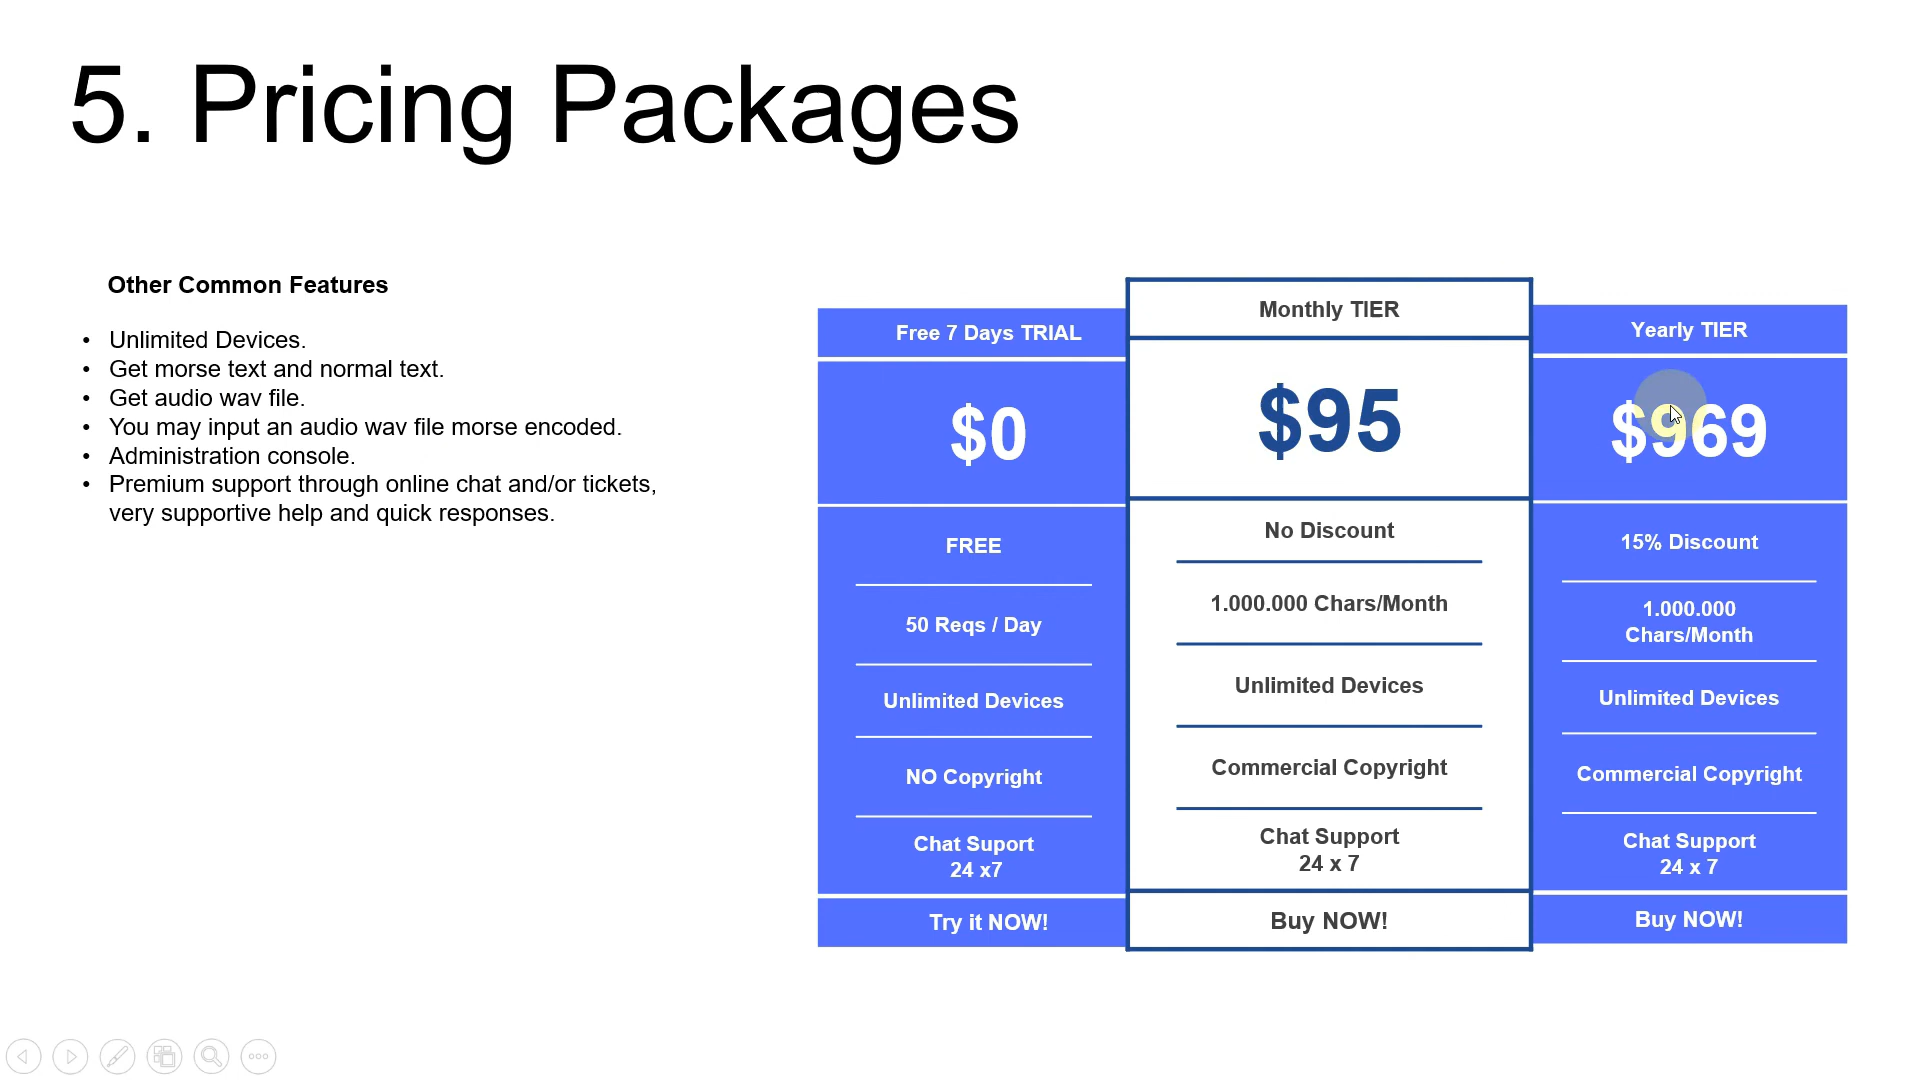 5. Pricing Packages
Other Common Features
• Unlimited Devices.
• Get morse text and normal text.
• Get audio wav file.
• You may input an audio wav file morse encoded.
• Administration console.
• Premium support through online chat and/or tickets,
very supportive help and quick responses.
Free 7 Days TRIAL
$0
FREE
50 Reqs / Day
Unlimited Devices
NO Copyright
Chat Suport
24 x7
Try it NOW!
Monthly TIER
$95
No Discount
1.000.000 Chars/Month
Unlimited Devices
Commercial Copyright
Chat Support
24 x 7
Buy NOW!
Yearly TIER
$969
15% Discount
1.000.000
Chars/Month
Unlimited Devices
Commercial Copyright
Chat Support
24 x 7
Buy NOW!